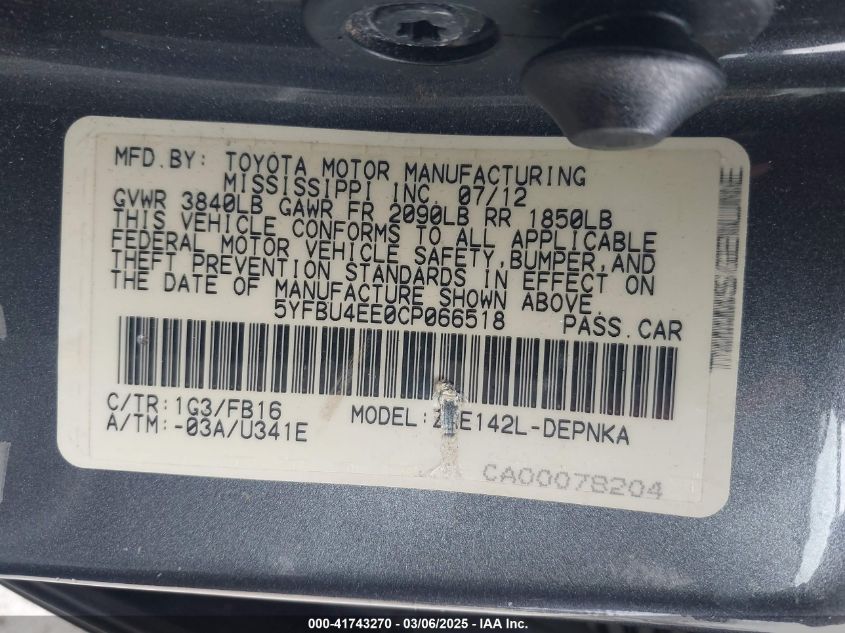 MFD.BY: TOYOTA MOTOR MANUFACTURING
MISSISSIPPI INC. 07/12
GVWR 3840LB GAWR FR 2090LB RR 1850LB
THIS VEHICLE CONFORMS TO ALL APPLICABLE
FEDERAL MOTOR VEHICLE SAFETY,BUMPER,AND
THEFT PREVENTION STANDARDS IN EFFECT ON
THE DATE OF MANUFACTURE SHOWN ABOVE.
5YFBU4EE0CP066518 PASS.CAR
C/TR:1G3/FB16 MODEL: E142L-DEPNKA
A/TM:-03A/U341E
CA00078204
000-41743270 - 03/06/2025 - IAA Inc.